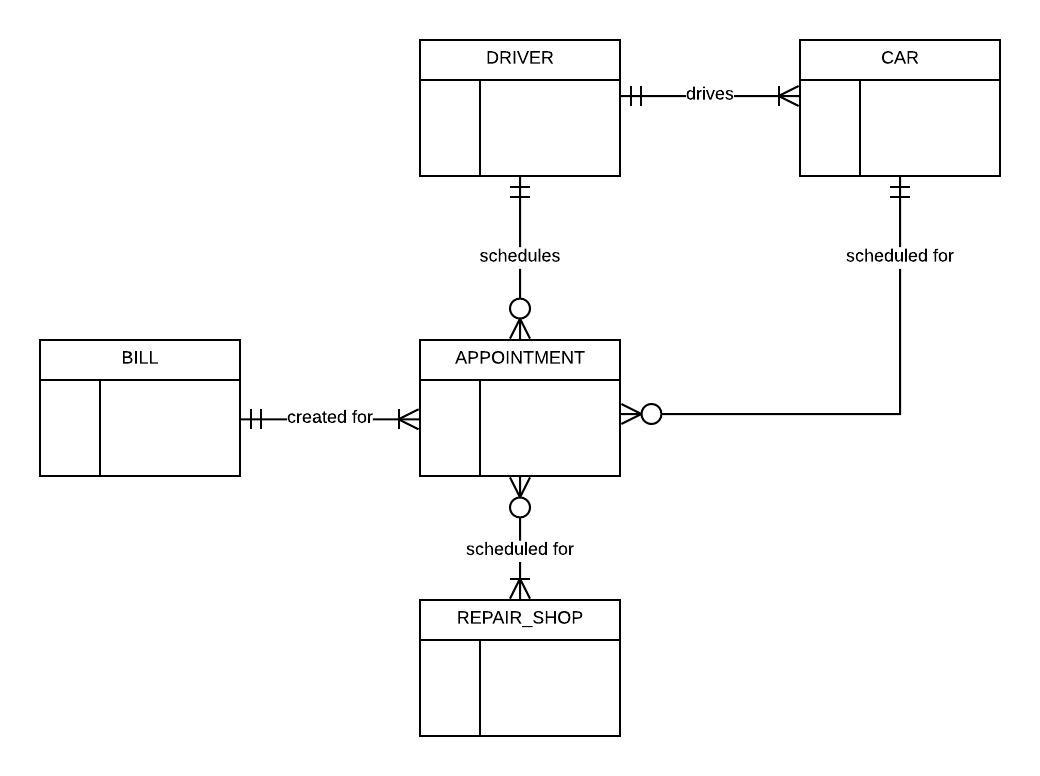 DRIVER
CAR
drives
schedules
scheduled for
BILL
APPOINTMENT
created for
scheduled for
REPAIR_SHOP